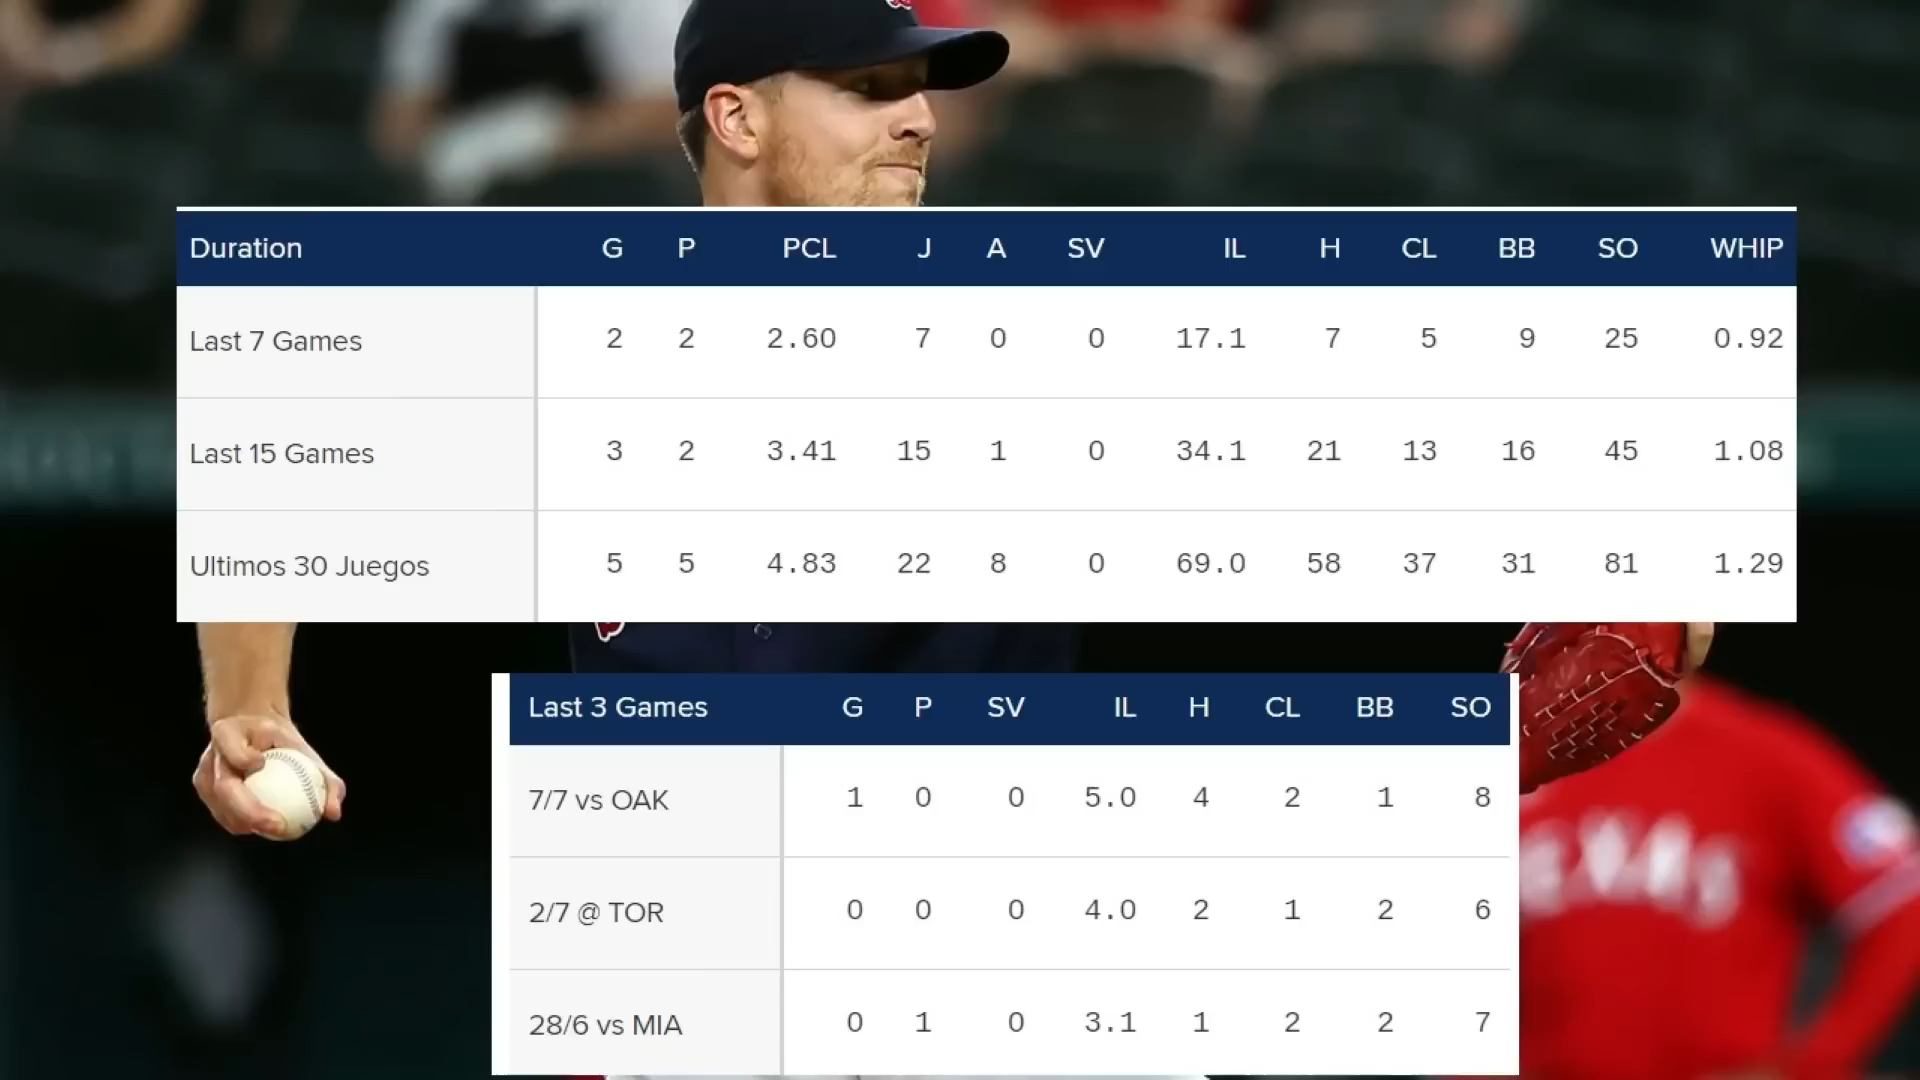 Duration G P PCL J A SV IL H CL BB SO WHIP
Last 7 Games 2 2 2.60 7 0 0 17.1 7 5 9 25 0.92
Last 15 Games 3 2 3.41 15 1 0 34.1 21 13 16 45 1.08
Ultimos 30 Juegos 5 5 4.83 22 8 0 69.0 58 37 31 81 1.29
Last 3 Games G P SV IL H CL BB SO
7/7 vs OAK 1 0 0 5.0 4 2 1 8
2/7 @ TOR 0 0 0 4.0 2 1 2 6
28/6 vs MIA 0 1 0 3.1 1 2 2 7